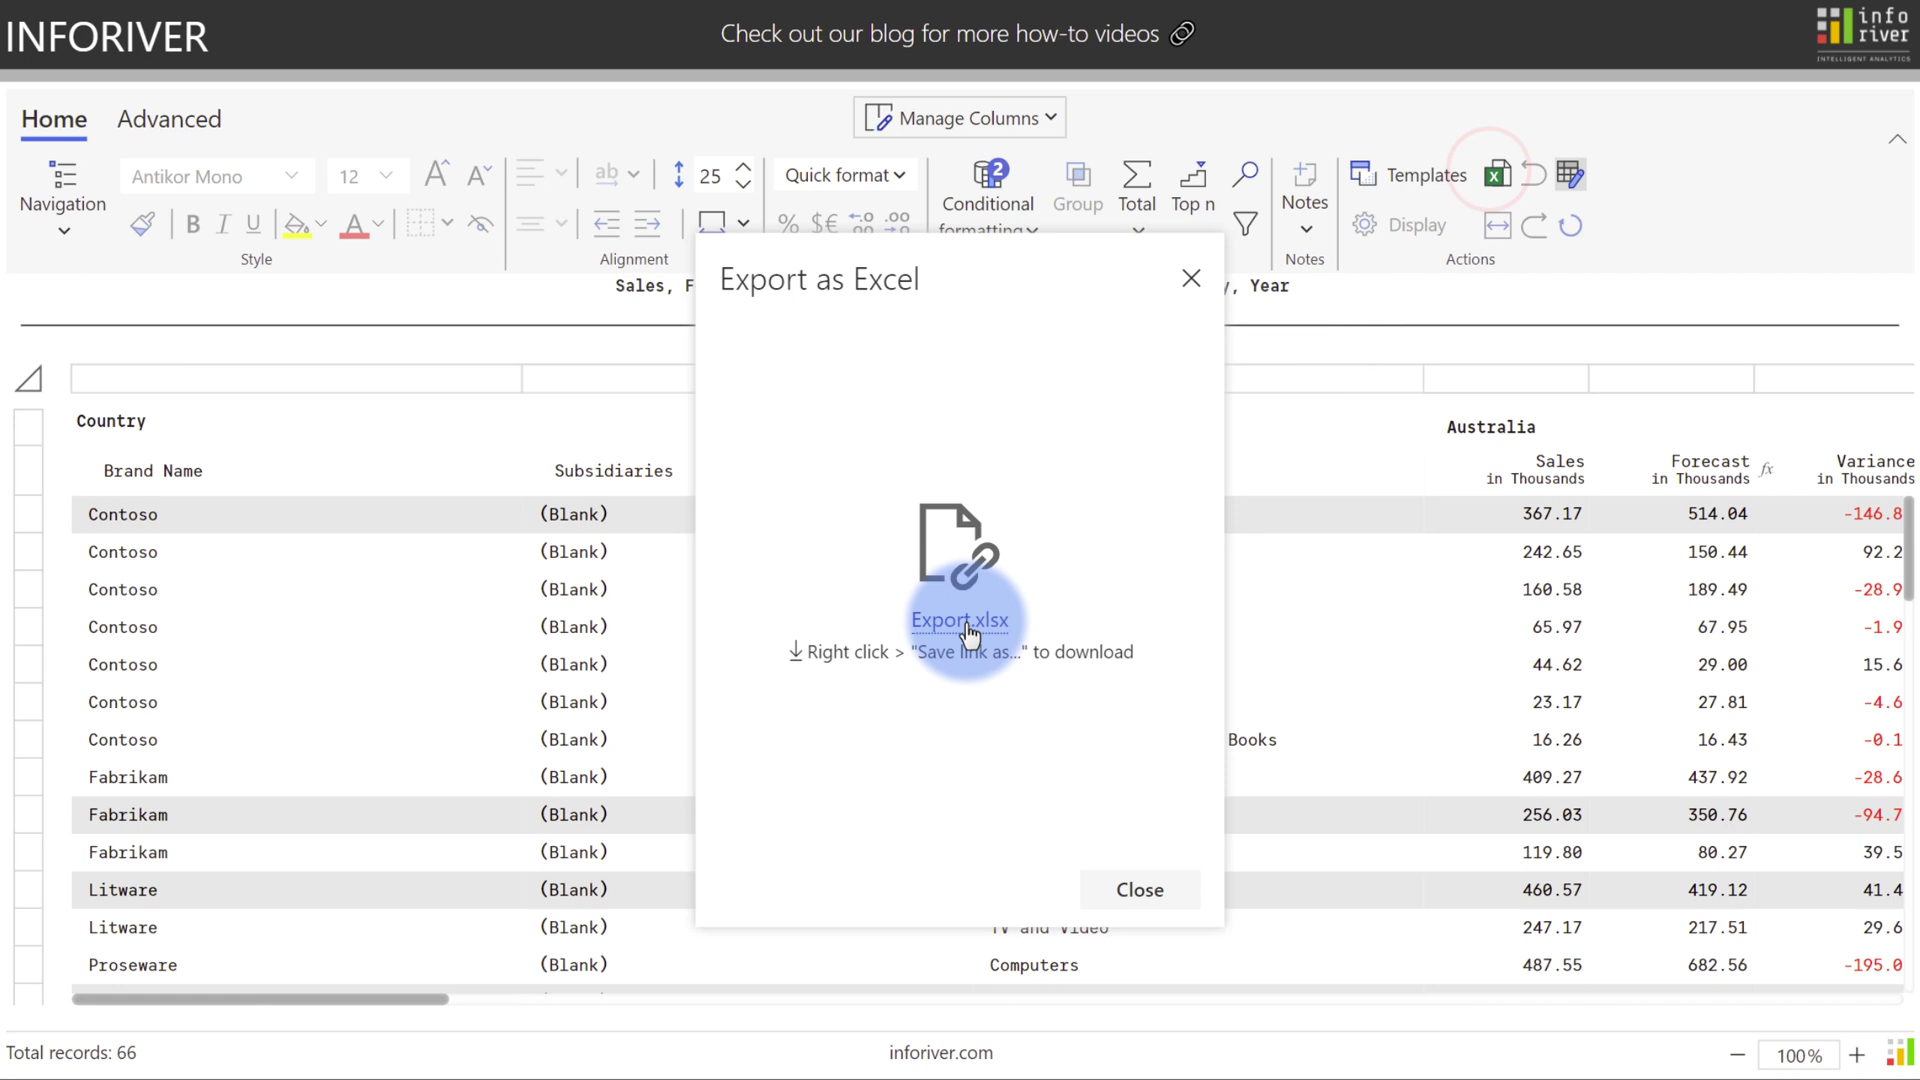 INFORIVER
Check out our blog for more how-to videos
info
river
INTELLIGENT ANALYTICS
Home
Advanced
Manage Columns
Navigation
Antikor Mono
12
A
A
ab
25
Quick format
2
Conditional
formatting
Group
Total
Top n
Notes
Templates
B
I
U
A
% $€ .0 .00
Display
Style
Alignment
Notes
Actions
Sales, F
y, Year
Export as Excel
Export.xlsx
Right click > "Save link as..." to download
Close
Country
Australia
Brand Name
Subsidiaries
Sales
in Thousands
Forecast
in Thousands
fx
Variance
in Thousands
Contoso (Blank) 367.17 514.04 -146.8
Contoso (Blank) 242.65 150.44 92.2
Contoso (Blank) 160.58 189.49 -28.9
Contoso (Blank) 65.97 67.95 -1.9
Contoso (Blank) 44.62 29.00 15.6
Contoso (Blank) 23.17 27.81 -4.6
Contoso (Blank) Books 16.26 16.43 -0.1
Fabrikam (Blank) 409.27 437.92 -28.6
Fabrikam (Blank) 256.03 350.76 -94.7
Fabrikam (Blank) 119.80 80.27 39.5
Litware (Blank) 460.57 419.12 41.4
Litware (Blank) TV and Video 247.17 217.51 29.6
Proseware (Blank) Computers 487.55 682.56 -195.0
Total records: 66
inforiver.com
100%